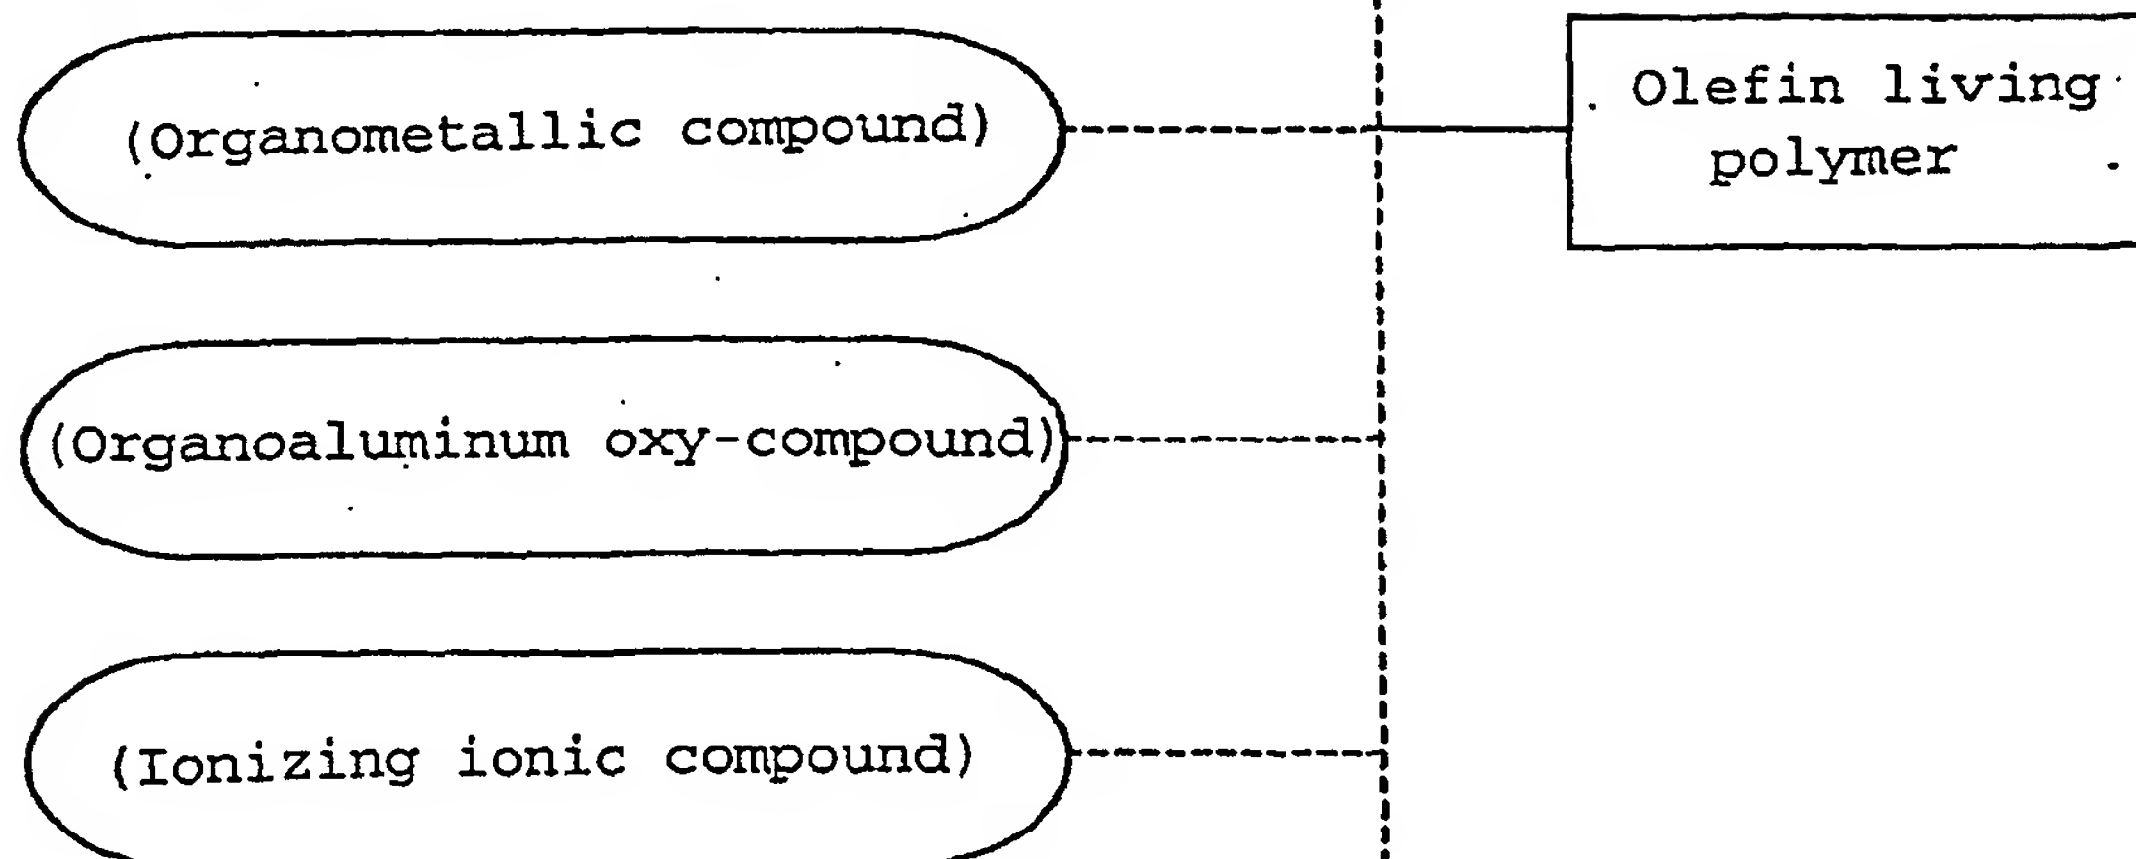 (Organometallic compound)
Olefin living
polymer
(Organoaluminum oxy-compound)
(Ionizing ionic compound)